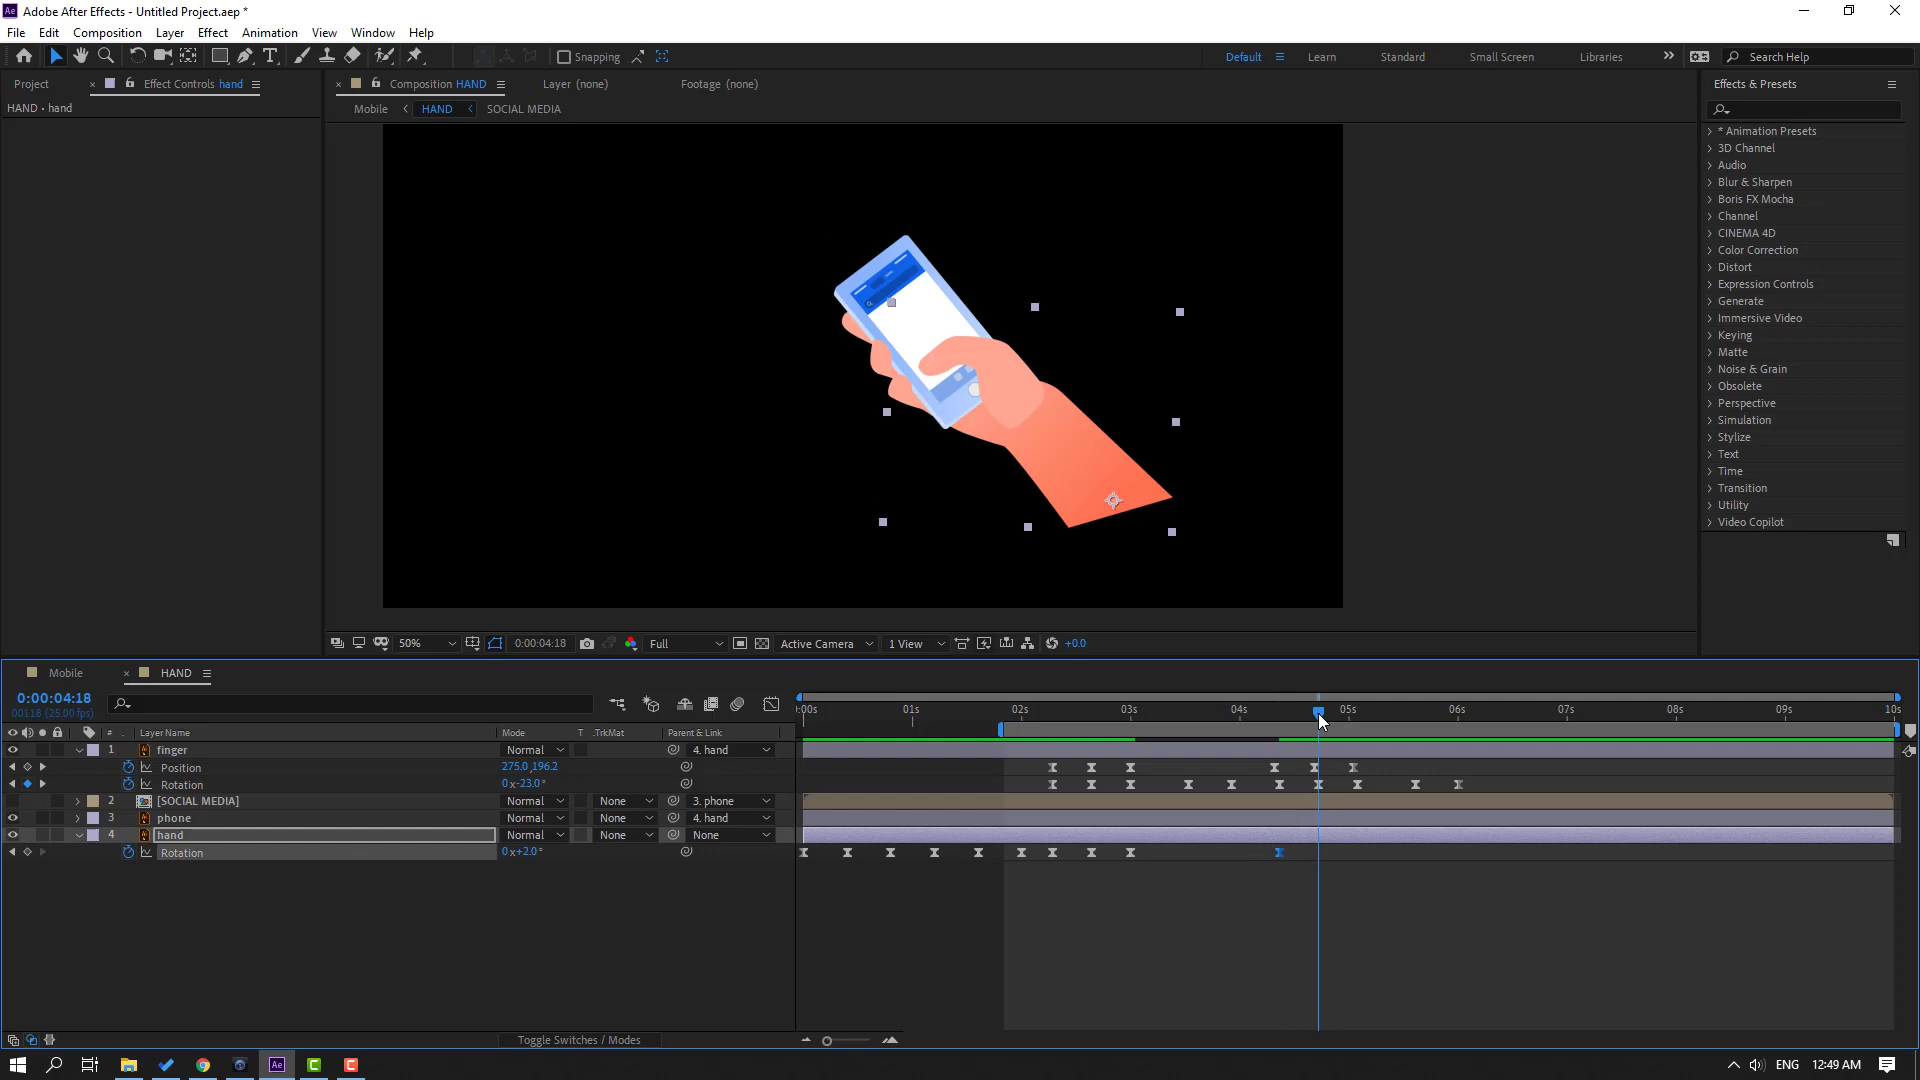 Adobe After Effects - Untitled Project.aep *
File Edit Composition Layer Effect Animation View Window Help
Snapping Default Learn Standard Small Screen Libraries Search Help
Project Effect Controls hand Composition HAND Layer (none) Footage (none) Effects & Presets
HAND • hand
Mobile HAND SOCIAL MEDIA
* Animation Presets
3D Channel
Audio
Blur & Sharpen
Boris FX Mocha
Channel
CINEMA 4D
Color Correction
Distort
Expression Controls
Generate
Immersive Video
Keying
Matte
Noise & Grain
Obsolete
Perspective
Simulation
Stylize
Text
Time
Transition
Utility
Video Copilot
50% 0:00:04:18 Full Active Camera 1 View +0.0
Mobile HAND
0:00:04:18
00118 (25.00 fps)
:00s 01s 02s 03s 04s 05s 06s 07s 08s 09s 10s
# Layer Name Mode T .TrkMat Parent & Link
1 finger Normal 4. hand
Position 275.0,196.2
Rotation 0x-23.0°
2 [SOCIAL MEDIA] Normal None 3. phone
3 phone Normal None 4. hand
4 hand Normal None None
Rotation 0x+2.0°
Toggle Switches / Modes
Ae ENG 12:49 AM